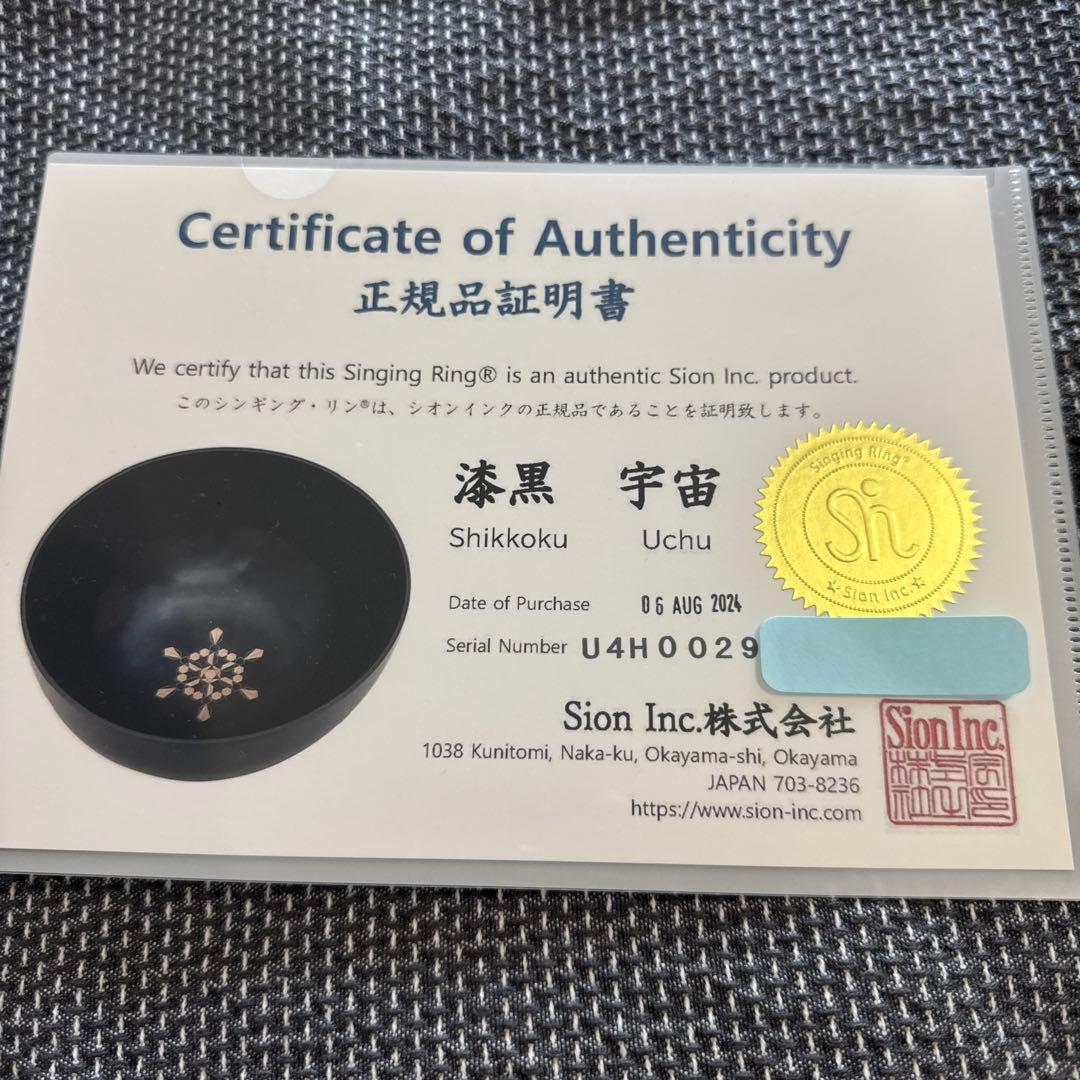 Certificate of Authenticity
正規品証明書
We certify that this Singing Ring® is an authentic Sion Inc. product.
このシンギング・リン®は、シオンインクの正規品であることを証明致します。
漆黒 宇宙
Shikkoku Uchu
Singing Ring®
Sion Inc.
Date of Purchase 06 AUG 2024
Serial Number U4H0029
Sion Inc.株式会社
1038 Kunitomi, Naka-ku, Okayama-shi, Okayama
JAPAN 703-8236
https://www.sion-inc.com
Sion Inc.